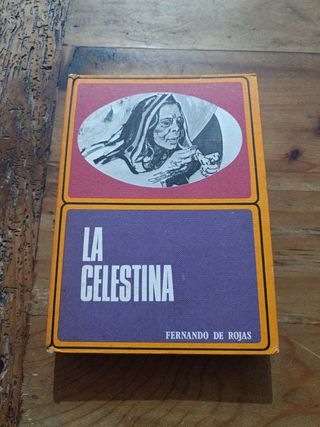 LA
CELESTINA
FERNANDO DE ROJAS